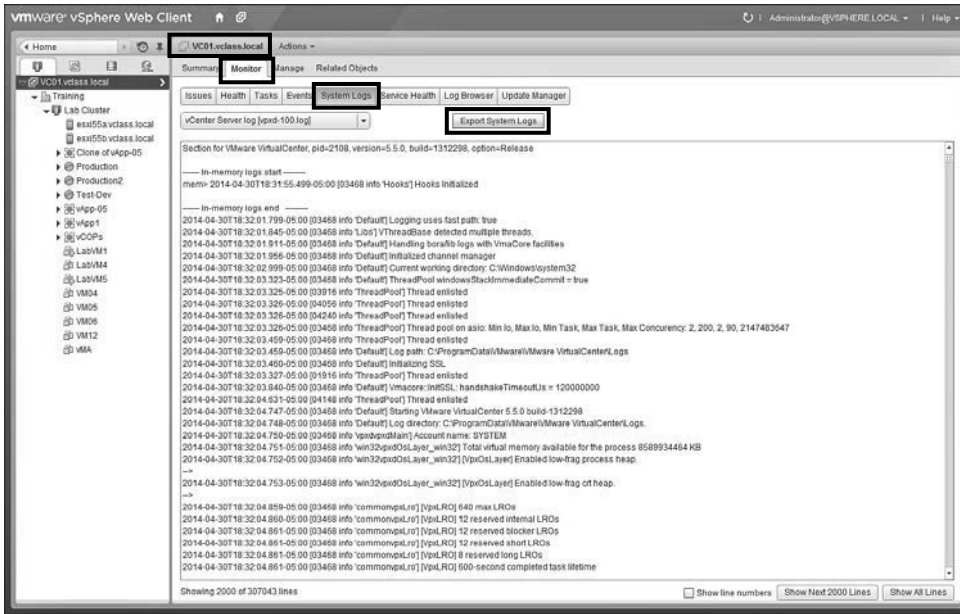 vmware vSphere Web Client
Administrator@VSPHERE.LOCAL
Help
Home
VC01.vclass.local
Actions
Summary Monitor Manage Related Objects
VC01.vclass.local
Training
Lab Cluster
esxi55a.vclass.local
esxi55b.vclass.local
Clone of vApp-05
Production
Production2
Test-Dev
vApp-05
vApp1
vCOPs
LabVM1
LabVM4
LabVM5
VM04
VM05
VM06
VM12
vMA
Issues Health Tasks Events System Logs Service Health Log Browser Update Manager
vCenter Server log [vpxd-100.log]
Export System Logs
Section for VMware VirtualCenter, pid=2108, version=5.5.0, build=1312298, option=Release
------ In-memory logs start --------
mem> 2014-04-30T18:31:55.499-05:00 [03468 info 'Hooks'] Hooks Initialized
------ In-memory logs end --------
2014-04-30T18:32:01.799-05:00 [03468 info 'Default'] Logging uses fast path: true
2014-04-30T18:32:01.845-05:00 [03468 info 'Libs'] VThreadBase detected multiple threads.
2014-04-30T18:32:01.911-05:00 [03468 info 'Default'] Handling bora/lib logs with VmaCore facilities
2014-04-30T18:32:01.956-05:00 [03468 info 'Default'] Initialized channel manager
2014-04-30T18:32:02.999-05:00 [03468 info 'Default'] Current working directory: C:\Windows\system32
2014-04-30T18:32:03.323-05:00 [03468 info 'Default'] ThreadPool windowsStackImmediateCommit = true
2014-04-30T18:32:03.325-05:00 [03916 info 'ThreadPool'] Thread enlisted
2014-04-30T18:32:03.326-05:00 [04056 info 'ThreadPool'] Thread enlisted
2014-04-30T18:32:03.326-05:00 [04240 info 'ThreadPool'] Thread enlisted
2014-04-30T18:32:03.326-05:00 [03468 info 'ThreadPool'] Thread pool on asio: Min Io, Max Io, Min Task, Max Task, Max Concurency: 2, 200, 2, 90, 2147483647
2014-04-30T18:32:03.459-05:00 [03468 info 'ThreadPool'] Thread enlisted
2014-04-30T18:32:03.459-05:00 [03468 info 'Default'] Log path: C:\ProgramData\VMware\VMware VirtualCenter\Logs
2014-04-30T18:32:03.460-05:00 [03468 info 'Default'] Initializing SSL
2014-04-30T18:32:03.327-05:00 [01916 info 'ThreadPool'] Thread enlisted
2014-04-30T18:32:03.840-05:00 [03468 info 'Default'] Vmacore::InitSSL: handshakeTimeoutUs = 120000000
2014-04-30T18:32:04.631-05:00 [04148 info 'ThreadPool'] Thread enlisted
2014-04-30T18:32:04.747-05:00 [03468 info 'Default'] Starting VMware VirtualCenter 5.5.0 build-1312298
2014-04-30T18:32:04.748-05:00 [03468 info 'Default'] Log directory: C:\ProgramData\VMware\VMware VirtualCenter\Logs.
2014-04-30T18:32:04.750-05:00 [03468 info 'vpxdvpxdMain'] Account name: SYSTEM
2014-04-30T18:32:04.751-05:00 [03468 info 'win32vpxdOsLayer_win32'] Total virtual memory available for the process 8589934464 KB
2014-04-30T18:32:04.752-05:00 [03468 info 'win32vpxdOsLayer_win32'] [VpxOsLayer] Enabled low-frag process heap.
-->
2014-04-30T18:32:04.753-05:00 [03468 info 'win32vpxdOsLayer_win32'] [VpxOsLayer] Enabled low-frag crt heap.
-->
2014-04-30T18:32:04.859-05:00 [03468 info 'commonvpxLro'] [VpxLRO] 640 max LROs
2014-04-30T18:32:04.860-05:00 [03468 info 'commonvpxLro'] [VpxLRO] 12 reserved internal LROs
2014-04-30T18:32:04.861-05:00 [03468 info 'commonvpxLro'] [VpxLRO] 12 reserved blocker LROs
2014-04-30T18:32:04.861-05:00 [03468 info 'commonvpxLro'] [VpxLRO] 12 reserved short LROs
2014-04-30T18:32:04.861-05:00 [03468 info 'commonvpxLro'] [VpxLRO] 8 reserved long LROs
2014-04-30T18:32:04.861-05:00 [03468 info 'commonvpxLro'] [VpxLRO] 600-second completed task lifetime
Showing 2000 of 307043 lines
Show line numbers
Show Next 2000 Lines
Show All Lines